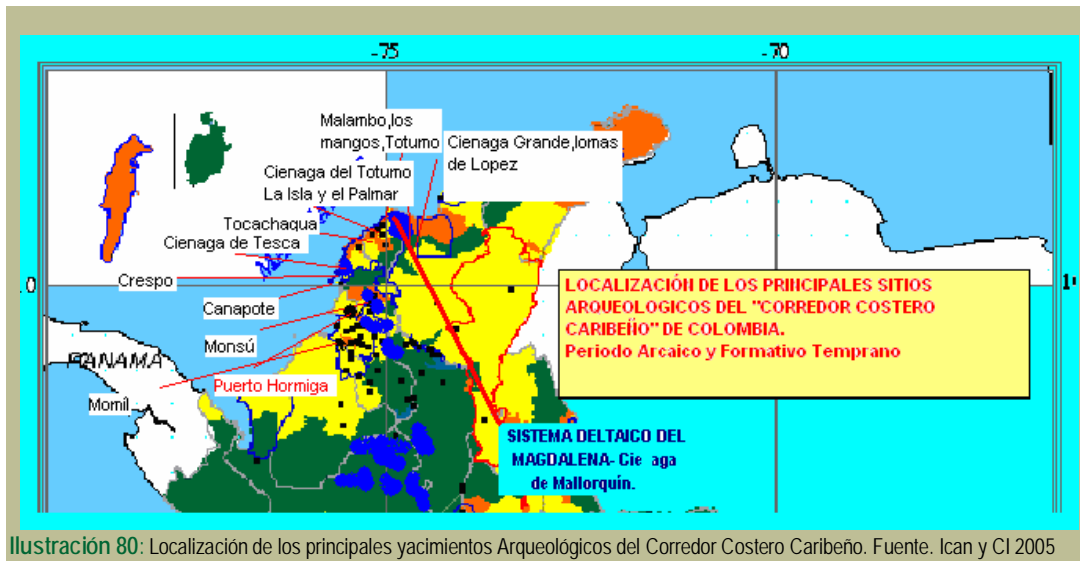 -75
-70
Malambo,los
mangos,Totumo
Cienaga Grande,lomas
de Lopez
Cienaga del Totumo
La Isla y el Palmar
Tocachaqua
Cienaga de Tesca
Crespo
Canapote
Monsú
PANAMA
Puerto Hormiga
Momil
.0
1
LOCALIZACIÓN DE LOS PRINCIPALES SITIOS
ARQUEOLOGICOS DEL "CORREDOR COSTERO
CARIBEÍÍO" DE COLOMBIA.
Periodo Arcaico y Formativo Temprano
SISTEMA DELTAICO DEL
MAGDALENA- Cie aga
de Mallorquín.
Ilustración 80: Localización de los principales yacimientos Arqueológicos del Corredor Costero Caribeño. Fuente. Ican y CI 2005